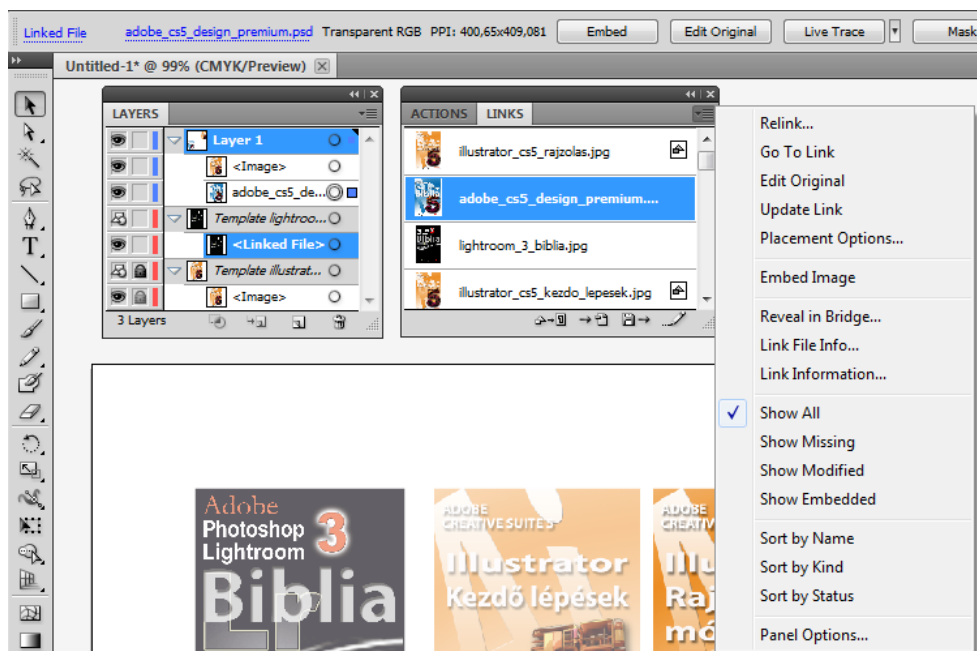 Linked File adobe_cs5_design_premium.psd Transparent RGB PPI: 400,65x409,081 Embed Edit Original Live Trace Mask
Untitled-1* @ 99% (CMYK/Preview)
LAYERS
Layer 1
<Image>
adobe_cs5_de...
Template lightroo...
<Linked File>
Template illustrat...
<Image>
3 Layers
ACTIONS LINKS
illustrator_cs5_rajzolas.jpg
adobe_cs5_design_premium....
lightroom_3_biblia.jpg
illustrator_cs5_kezdo_lepesek.jpg
Relink...
Go To Link
Edit Original
Update Link
Placement Options...
Embed Image
Reveal in Bridge...
Link File Info...
Link Information...
Show All
Show Missing
Show Modified
Show Embedded
Sort by Name
Sort by Kind
Sort by Status
Panel Options...
Adobe
Photoshop
Lightroom
3
Biblia
ADOBE
CREATIVE SUITE 5
Illustrator
Kezdő lépések
ADOBE
CREATIV
Illu
Raj
mó